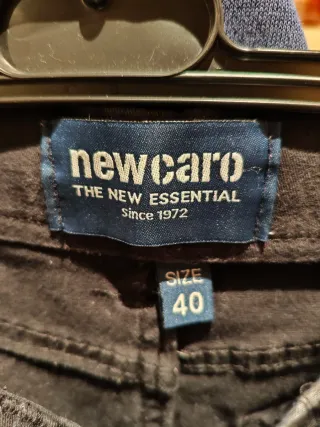 newcaro
THE NEW ESSENTIAL
Since 1972
SIZE
40